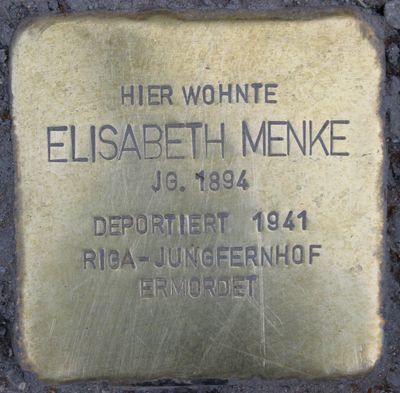 HIER WOHNTE
ELISABETH MENKE
JG. 1894
DEPORTIERT 1941
RIGA-JUNGFERNHOF
ERMORDET